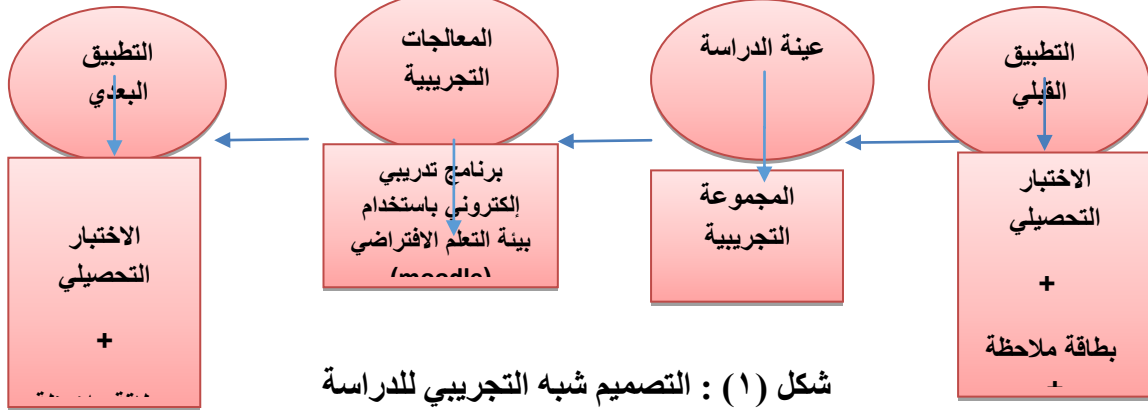 التطبيق
القبلي
عينة الدراسة
المعالجات
التجريبية
التطبيق
البعدي
الاختبار
التحصيلي
+
بطاقة ملاحظة
+
المجموعة
التجريبية
برنامج تدريبي
إلكتروني باستخدام
بيئة التعلم الافتراضي
(moodle)
الاختبار
التحصيلي
+
شكل (١) : التصميم شبه التجريبي للدراسة